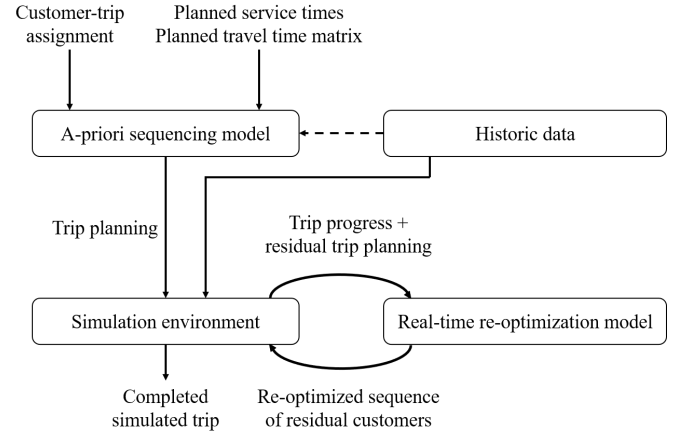 Customer-trip
assignment
Planned service times
Planned travel time matrix
A-priori sequencing model
Historic data
Trip planning
Trip progress +
residual trip planning
Simulation environment
Real-time re-optimization model
Completed
simulated trip
Re-optimized sequence
of residual customers